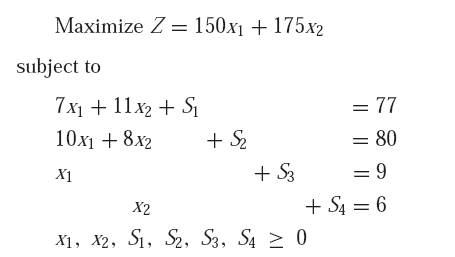 Maximize Z = 150x₁ + 175x₂
subject to
7x₁ + 11x₂ + S₁ = 77
10x₁ + 8x₂ + S₂ = 80
x₁ + S₃ = 9
x₂ + S₄ = 6
x₁, x₂, S₁, S₂, S₃, S₄ ≥ 0